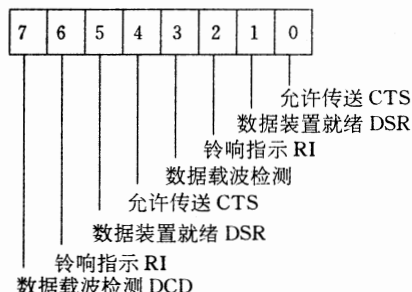 7 6 5 4 3 2 1 0
允许传送 CTS
数据装置就绪 DSR
铃响指示 RI
数据载波检测
允许传送 CTS
数据装置就绪 DSR
铃响指示 RI
数据载波检测 DCD